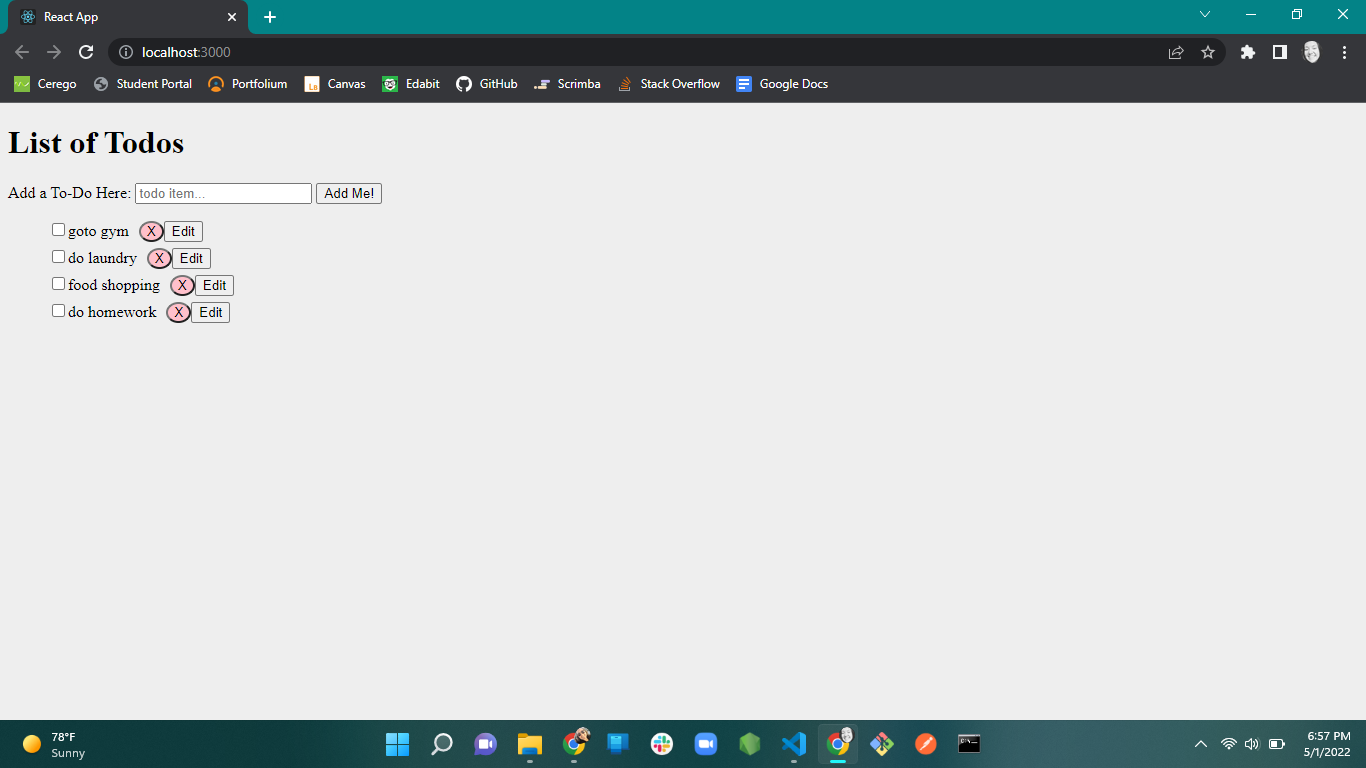 React App
localhost:3000
Cerego Student Portal Portfolium Canvas Edabit GitHub Scrimba Stack Overflow Google Docs
List of Todos
Add a To-Do Here: todo item... Add Me!
goto gym X Edit
do laundry X Edit
food shopping X Edit
do homework X Edit
78°F
Sunny
6:57 PM
5/1/2022